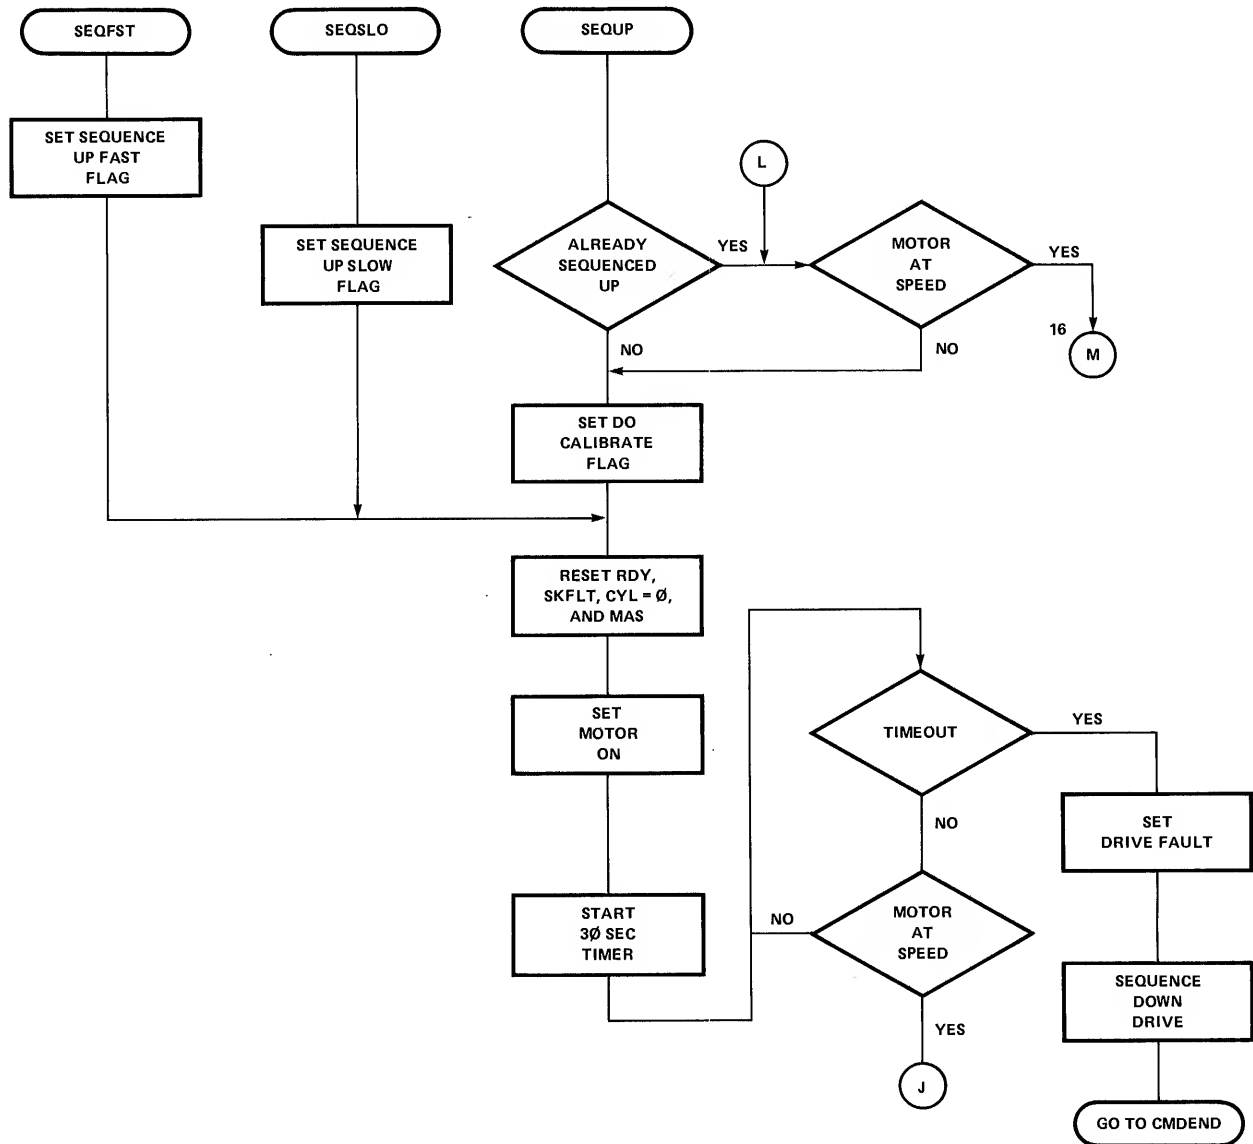 SEQFST
SEQSLO
SEQUP
SET SEQUENCE
UP FAST
FLAG
L
SET SEQUENCE
UP SLOW
FLAG
ALREADY
SEQUENCED
UP
YES
MOTOR
AT
SPEED
YES
16
M
NO
NO
SET DO
CALIBRATE
FLAG
RESET RDY,
SKFLT, CYL = Ø,
AND MAS
SET
MOTOR
ON
TIMEOUT
YES
SET
DRIVE FAULT
NO
START
3Ø SEC
TIMER
NO
MOTOR
AT
SPEED
SEQUENCE
DOWN
DRIVE
YES
J
GO TO CMDEND